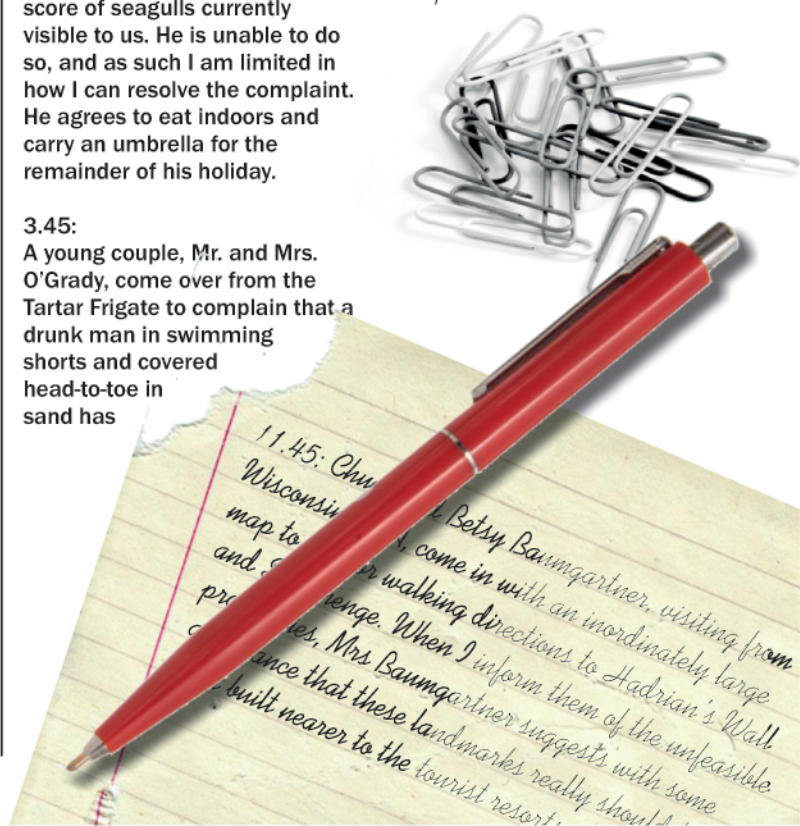 score of seagulls currently
visible to us. He is unable to do
so, and as such I am limited in
how I can resolve the complaint.
He agrees to eat indoors and
carry an umbrella for the
remainder of his holiday.
3.45:
A young couple, Mr. and Mrs.
O'Grady, come over from the
Tartar Frigate to complain that a
drunk man in swimming
shorts and covered
head-to-toe in
sand has
11.45: Betsy Baumgartner, visiting from
come in with an inordinately large
map to walking directions to Hadrian's Wall
and When I inform them of the unfeasible
Mrs Baumgartner suggests with some
that these landmarks really
built nearer to the tourist